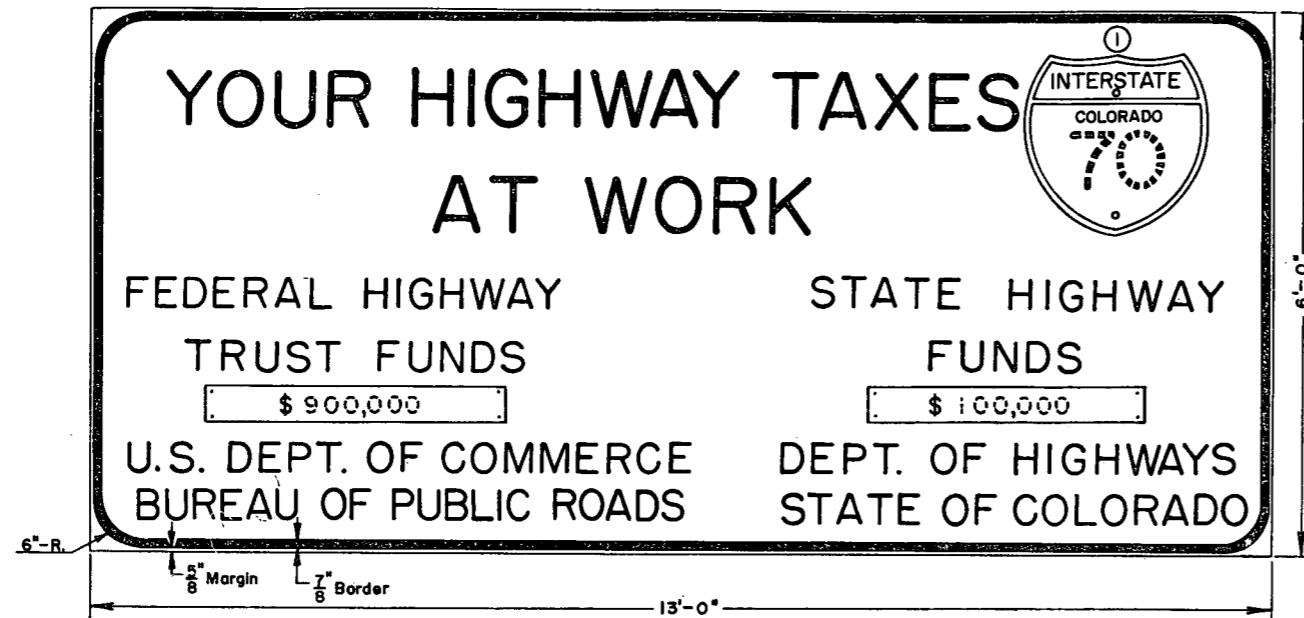 1
YOUR HIGHWAY TAXES
AT WORK
INTERSTATE
COLORADO
70
FEDERAL HIGHWAY
TRUST FUNDS
$ 900,000
U.S. DEPT. OF COMMERCE
BUREAU OF PUBLIC ROADS
STATE HIGHWAY
FUNDS
$ 100,000
DEPT. OF HIGHWAYS
STATE OF COLORADO
6'-0"
6"-R.
5/8" Margin
7/8" Border
13'-0"